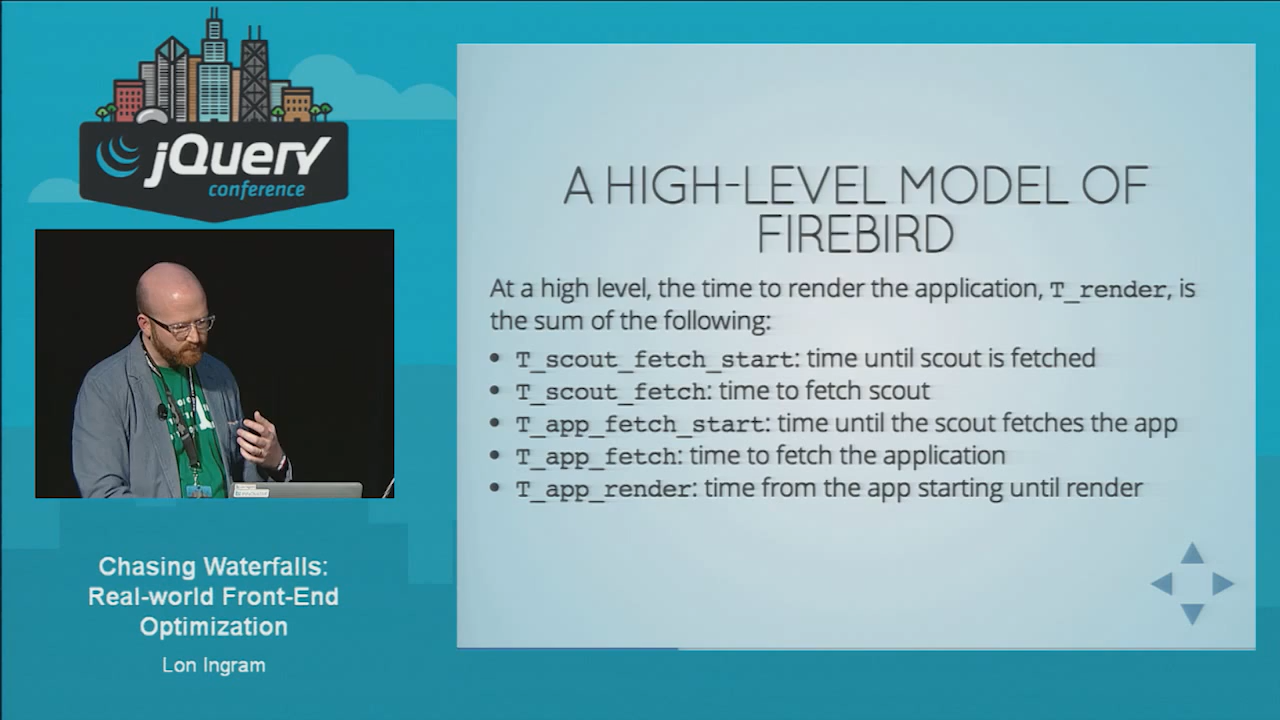 jQuery
conference
A HIGH-LEVEL MODEL OF
FIREBIRD
At a high level, the time to render the application, T_render, is
the sum of the following:
• T_scout_fetch_start: time until scout is fetched
• T_scout_fetch: time to fetch scout
• T_app_fetch_start: time until the scout fetches the app
• T_app_fetch: time to fetch the application
• T_app_render: time from the app starting until render
Chasing Waterfalls:
Real-world Front-End
Optimization
Lon Ingram